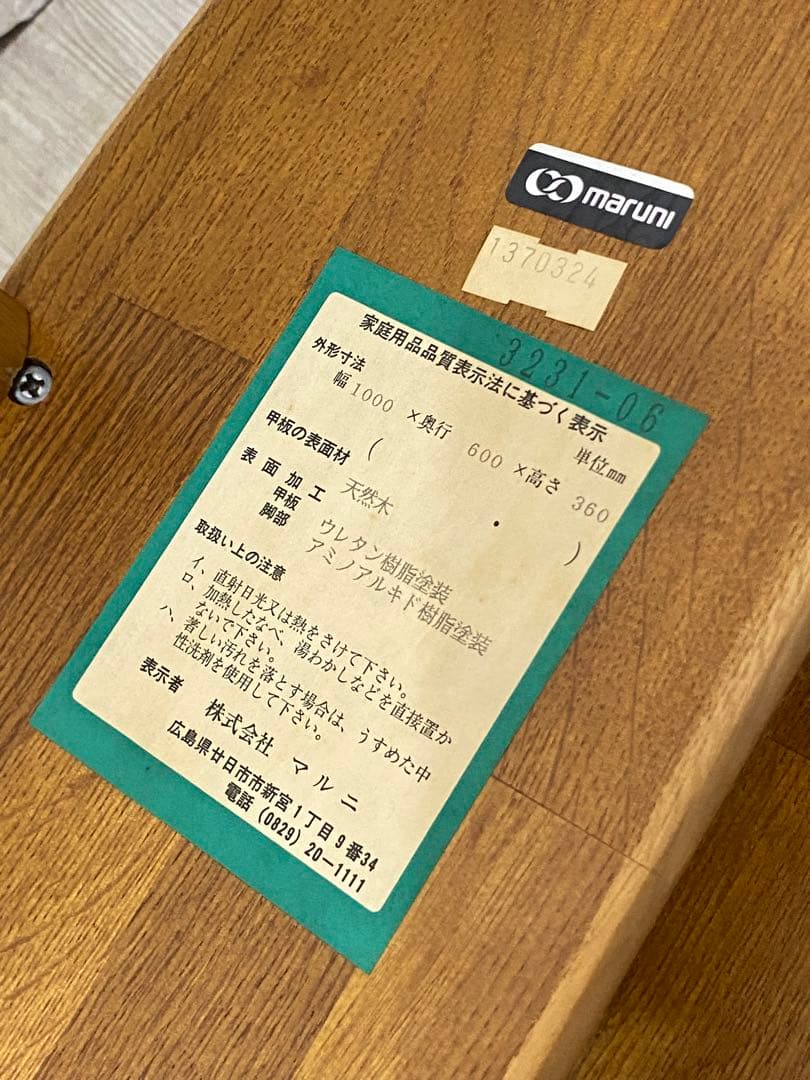 maruni
1370324
3231-06
家庭用品品質表示法に基づく表示
外形寸法 単位mm
幅1000×奥行 600×高さ 360
甲板の表面材 ( 天然木 )
表面加工
甲板 ウレタン樹脂塗装
脚部 アミノアルキド樹脂塗装
取扱い上の注意
イ、直射日光又は熱をさけて下さい。
ロ、加熱したなべ、湯わかしなどを直接置か
ないで下さい。
ハ、著しい汚れを落とす場合は、うすめた中
性洗剤を使用して下さい。
表示者 株式会社 マルニ
広島県廿日市市新宮1丁目9番34
電話 (0829) 20-1111